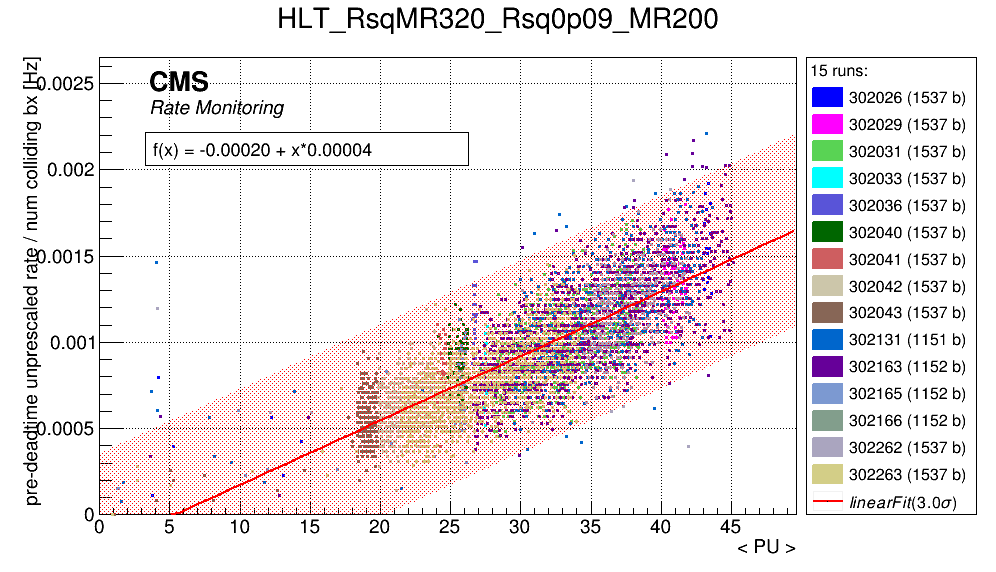 HLT_RsqMR320_Rsq0p09_MR200
pre-deadtime unprescaled rate / num colliding bx [Hz]
0.0025
0.002
0.0015
0.001
0.0005
0
CMS
Rate Monitoring
f(x) = -0.00020 + x*0.00004
0 5 10 15 20 25 30 35 40 45
< PU >
15 runs:
302026 (1537 b)
302029 (1537 b)
302031 (1537 b)
302033 (1537 b)
302036 (1537 b)
302040 (1537 b)
302041 (1537 b)
302042 (1537 b)
302043 (1537 b)
302131 (1151 b)
302163 (1152 b)
302165 (1152 b)
302166 (1152 b)
302262 (1537 b)
302263 (1537 b)
linearFit(3.0σ)